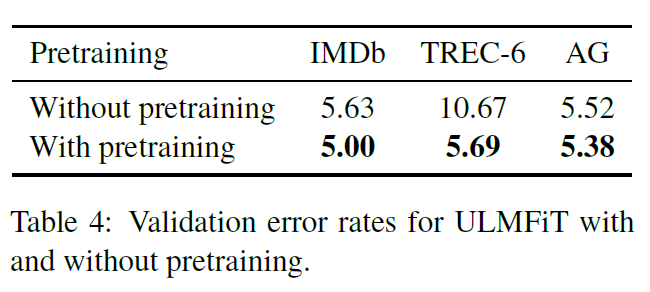 Pretraining IMDb TREC-6 AG
Without pretraining 5.63 10.67 5.52
With pretraining 5.00 5.69 5.38
Table 4: Validation error rates for ULMFiT with
and without pretraining.